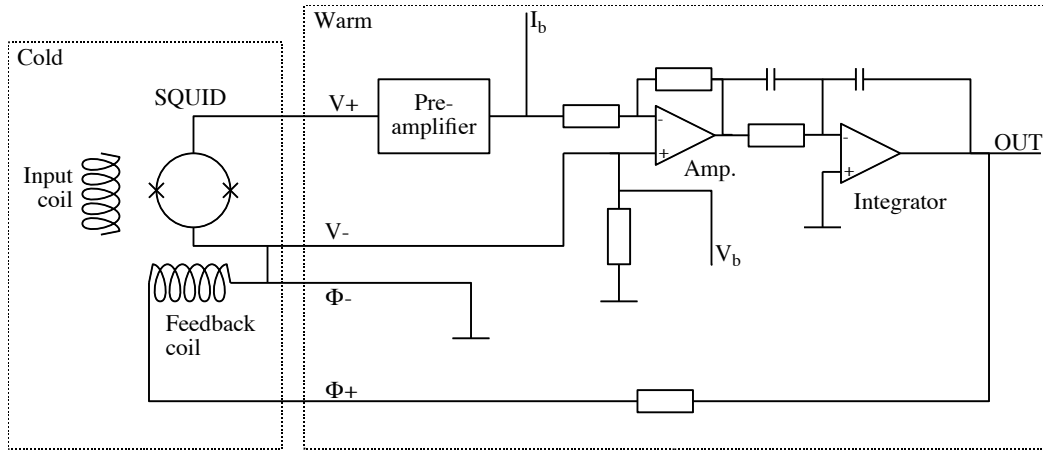 Warm
I_b
Cold
SQUID
V+
Pre-
amplifier
-
+
Amp.
-
+
OUT
Integrator
Input
coil
V-
V_b
Φ-
Feedback
coil
Φ+